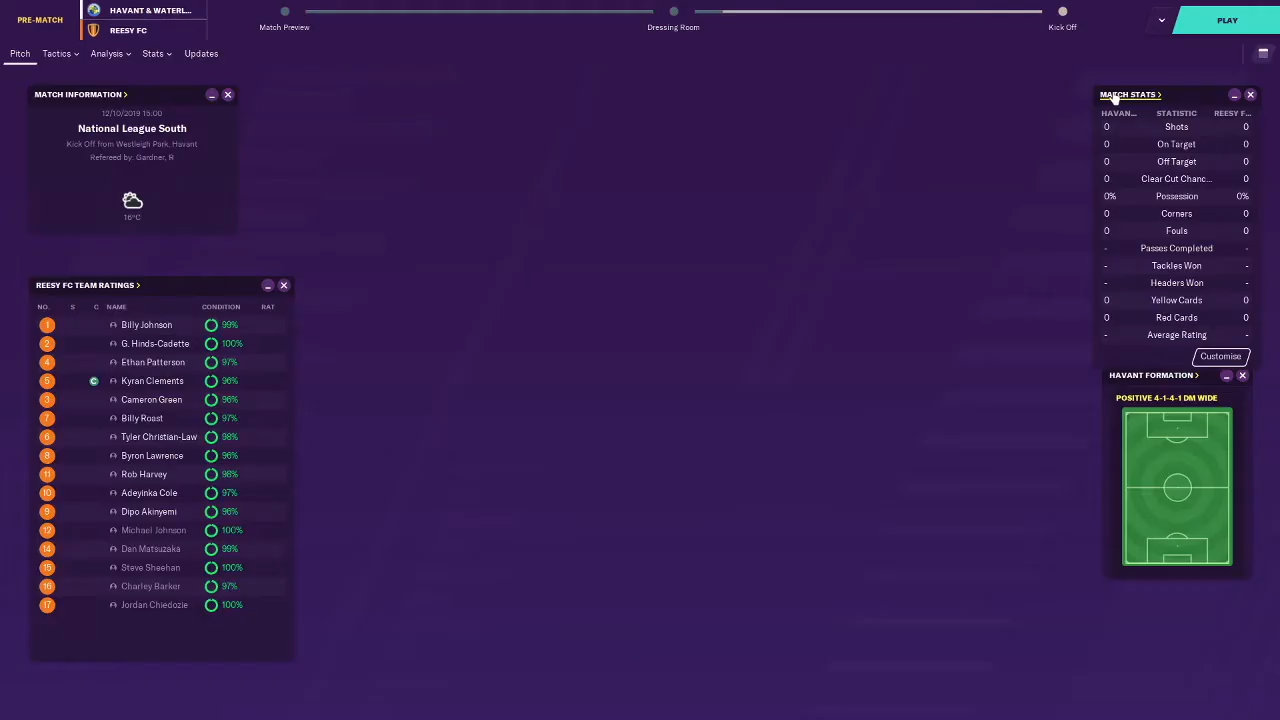 PRE-MATCH
HAVANT & WATERL...
REESY FC
Match Preview
Dressing Room
Kick Off
PLAY
Pitch Tactics Analysis Stats Updates
MATCH INFORMATION
12/10/2019 15:00
National League South
Kick Off from Westleigh Park, Havant
Refereed by: Gardner, R
16°C
REESY FC TEAM RATINGS
NO. S C NAME CONDITION RAT
1 Billy Johnson 99%
2 G. Hinds-Cadette 100%
4 Ethan Patterson 97%
5 C Kyran Clements 96%
3 Cameron Green 96%
7 Billy Roast 97%
6 Tyler Christian-Law 98%
8 Byron Lawrence 96%
11 Rob Harvey 98%
10 Adeyinka Cole 97%
9 Dipo Akinyemi 96%
12 Michael Johnson 100%
14 Dan Matsuzaka 99%
15 Steve Sheehan 100%
16 Charley Barker 97%
17 Jordan Chiedozie 100%
MATCH STATS
HAVAN... STATISTIC REESY F...
0 Shots 0
0 On Target 0
0 Off Target 0
0 Clear Cut Chanc... 0
0% Possession 0%
0 Corners 0
0 Fouls 0
- Passes Completed -
- Tackles Won -
- Headers Won -
0 Yellow Cards 0
0 Red Cards 0
- Average Rating -
Customise
HAVANT FORMATION
POSITIVE 4-1-4-1 DM WIDE